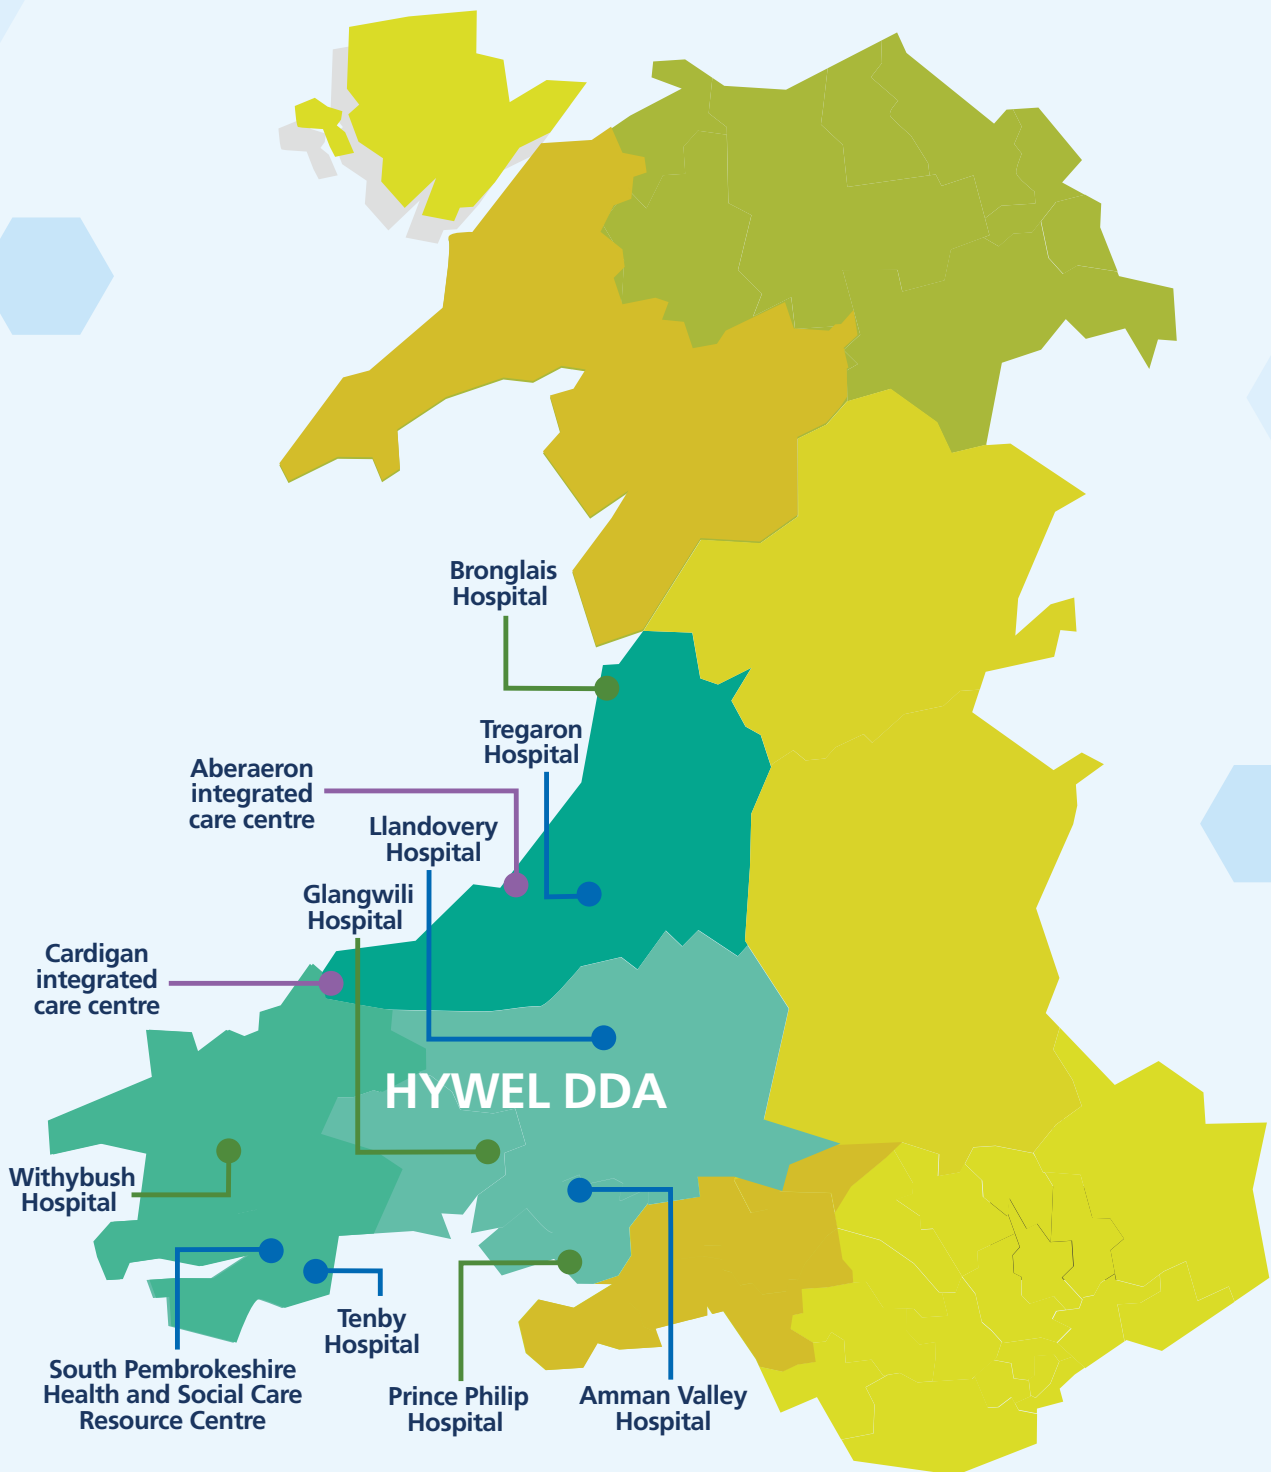 Bronglais
Hospital
Tregaron
Hospital
Aberaeron
integrated
care centre
Llandovery
Hospital
Glangwili
Hospital
Cardigan
integrated
care centre
HYWEL DDA
Withybush
Hospital
Tenby
Hospital
South Pembrokeshire
Health and Social Care
Resource Centre
Prince Philip
Hospital
Amman Valley
Hospital